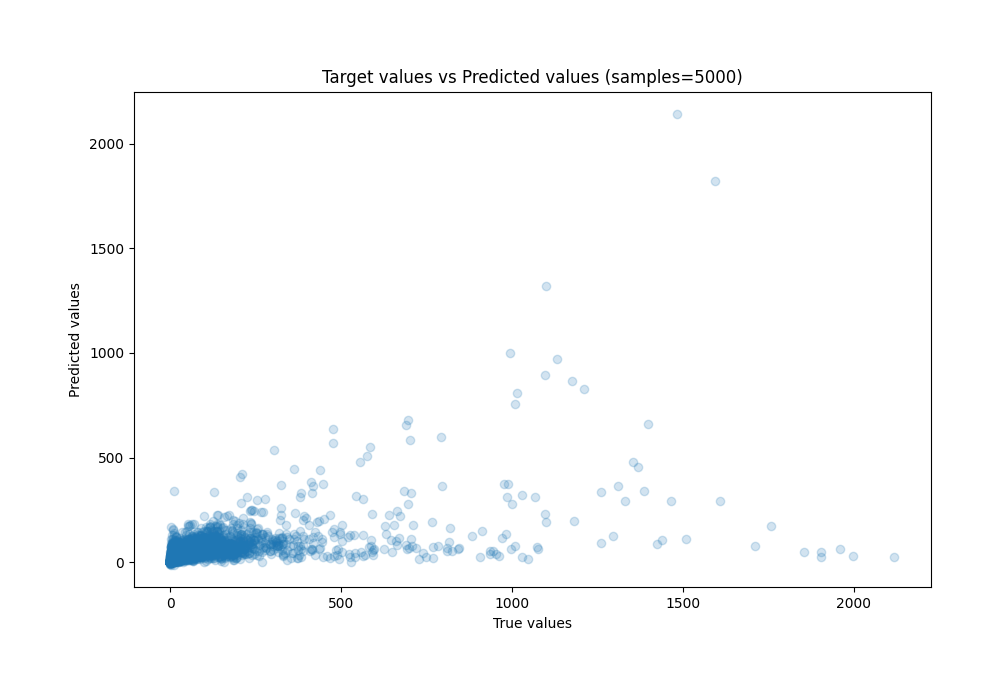 Target values vs Predicted values (samples=5000)
2000
1500
1000
500
0
Predicted values
0 500 1000 1500 2000
True values